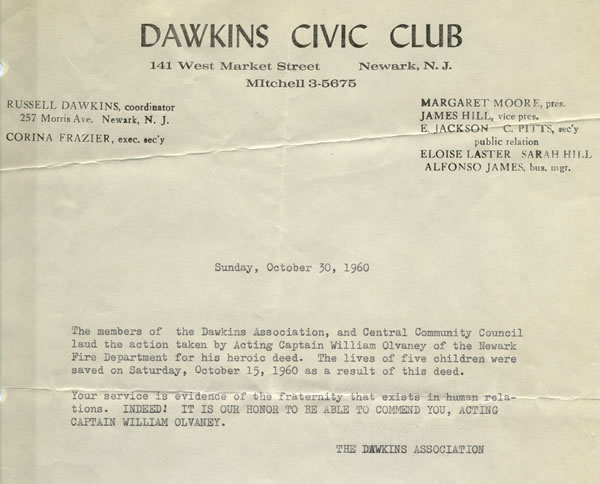 DAWKINS CIVIC CLUB
141 West Market Street Newark, N. J.
MItchell 3-5675
RUSSELL DAWKINS, coordinator
257 Morris Ave. Newark, N. J.
CORINA FRAZIER, exec. sec'y
MARGARET MOORE, pres.
JAMES HILL, vice pres.
E. JACKSON C. PITTS, sec'y
public relation
ELOISE LASTER SARAH HILL
ALFONSO JAMES, bus. mgr.
Sunday, October 30, 1960
The members of the Dawkins Association, and Central Community Council
laud the action taken by Acting Captain William Olvaney of the Newark
Fire Department for his heroic deed. The lives of five children were
saved on Saturday, October 15, 1960 as a result of this deed.
Your service is evidence of the fraternity that exists in human rela-
tions. INDEED! IT IS OUR HONOR TO BE ABLE TO COMMEND YOU, ACTING
CAPTAIN WILLIAM OLVANEY.
THE DAWKINS ASSOCIATION